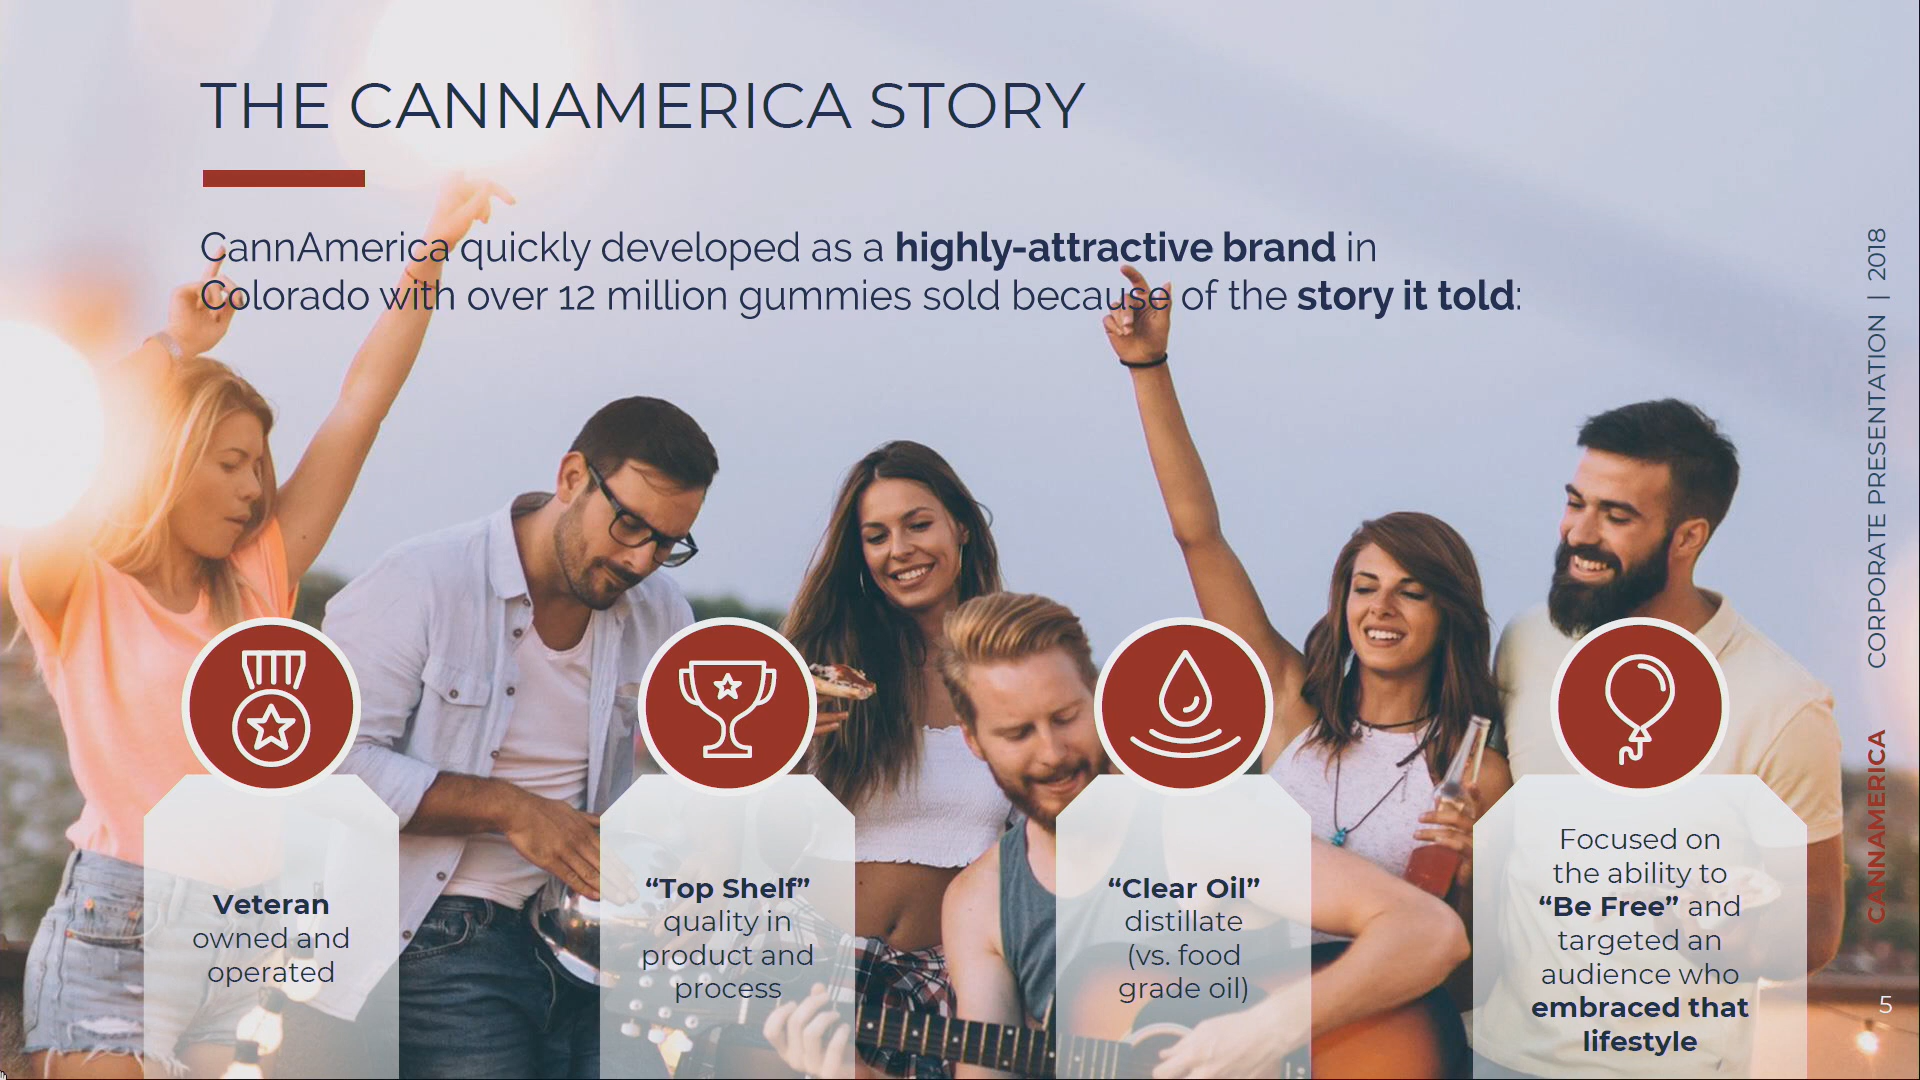 THE CANNAMERICA STORY
CannAmerica quickly developed as a highly-attractive brand in
Colorado with over 12 million gummies sold because of the story it told:
Veteran
owned and
operated
“Top Shelf”
quality in
product and
process
“Clear Oil”
distillate
(vs. food
grade oil)
Focused on
the ability to
“Be Free” and
targeted an
audience who
embraced that
lifestyle
CANNAMERICA CORPORATE PRESENTATION | 2018
5